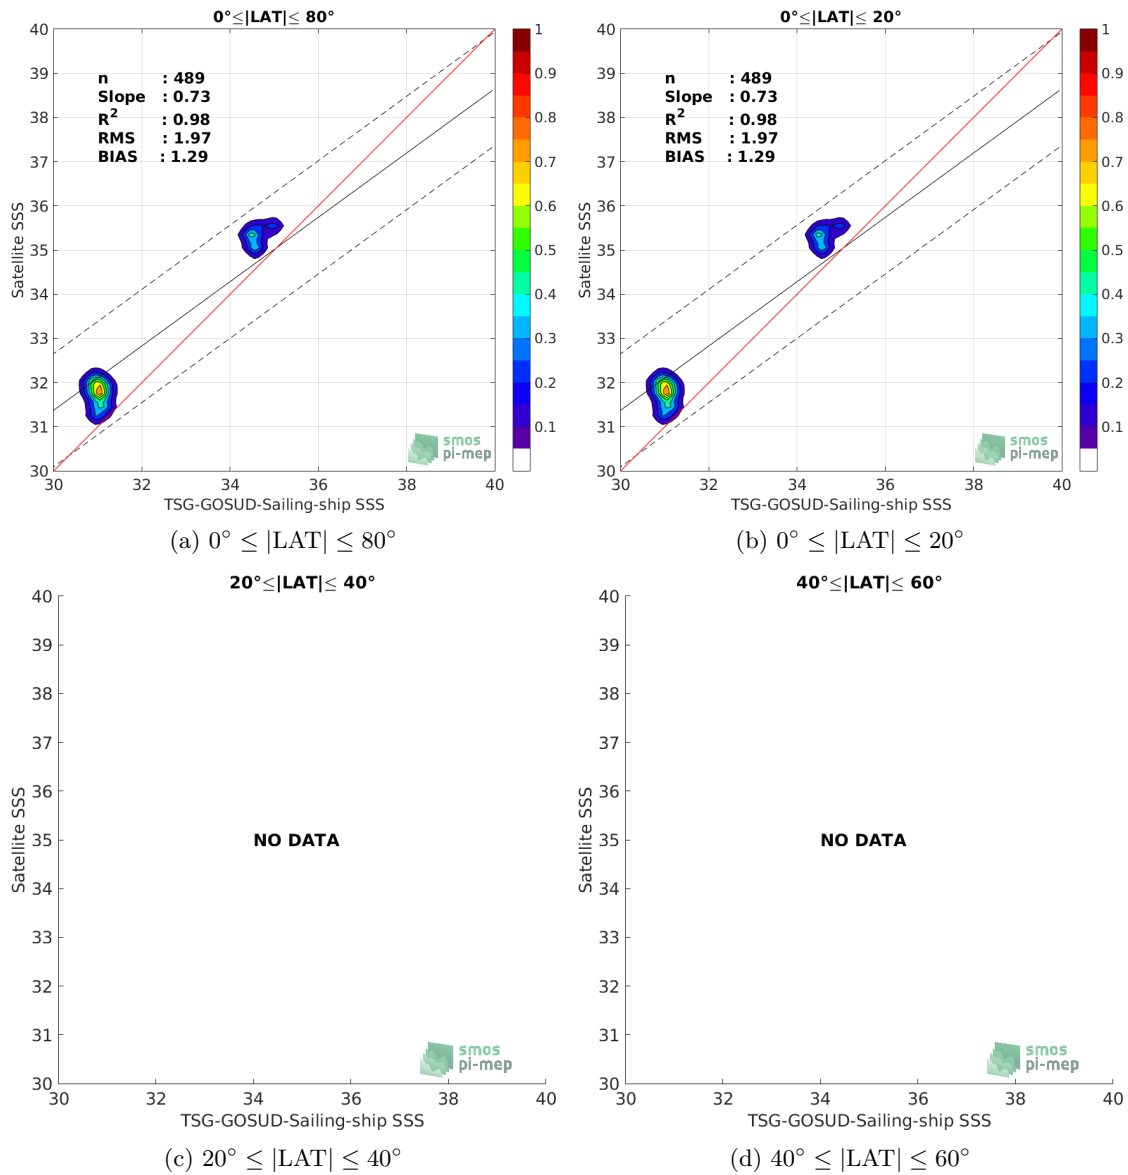 0°≤|LAT|≤ 80°
40
39
38
37
36
35
34
33
32
31
30
Satellite SSS
n : 489
Slope : 0.73
R² : 0.98
RMS : 1.97
BIAS : 1.29
smos
pi-mep
30 32 34 36 38 40
TSG-GOSUD-Sailing-ship SSS
1
0.9
0.8
0.7
0.6
0.5
0.4
0.3
0.2
0.1
(a) 0° ≤ |LAT| ≤ 80°
0°≤|LAT|≤ 20°
40
39
38
37
36
35
34
33
32
31
30
Satellite SSS
n : 489
Slope : 0.73
R² : 0.98
RMS : 1.97
BIAS : 1.29
smos
pi-mep
30 32 34 36 38 40
TSG-GOSUD-Sailing-ship SSS
1
0.9
0.8
0.7
0.6
0.5
0.4
0.3
0.2
0.1
(b) 0° ≤ |LAT| ≤ 20°
20°≤|LAT|≤ 40°
40
39
38
37
36
35
34
33
32
31
30
Satellite SSS
NO DATA
smos
pi-mep
30 32 34 36 38 40
TSG-GOSUD-Sailing-ship SSS
(c) 20° ≤ |LAT| ≤ 40°
40°≤|LAT|≤ 60°
40
39
38
37
36
35
34
33
32
31
30
Satellite SSS
NO DATA
smos
pi-mep
30 32 34 36 38 40
TSG-GOSUD-Sailing-ship SSS
(d) 40° ≤ |LAT| ≤ 60°